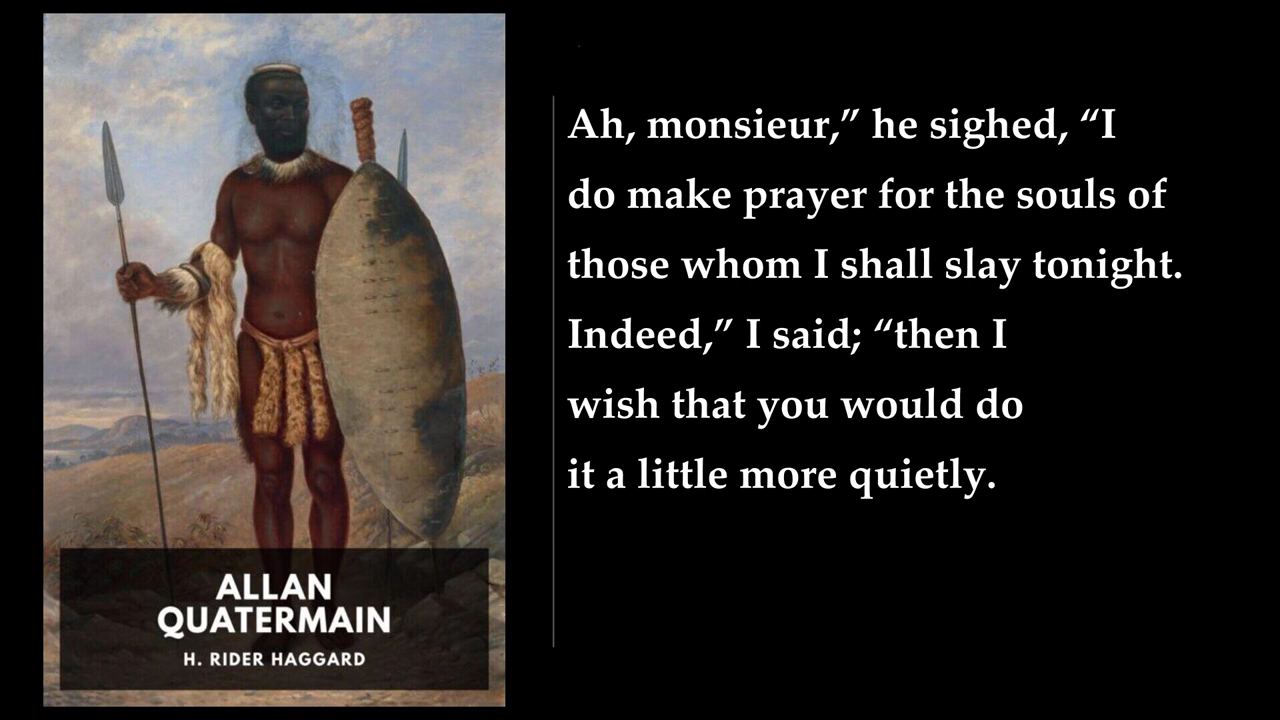 ALLAN
QUATERMAIN
H. RIDER HAGGARD
Ah, monsieur,” he sighed, “I
do make prayer for the souls of
those whom I shall slay tonight.
Indeed,” I said; “then I
wish that you would do
it a little more quietly.